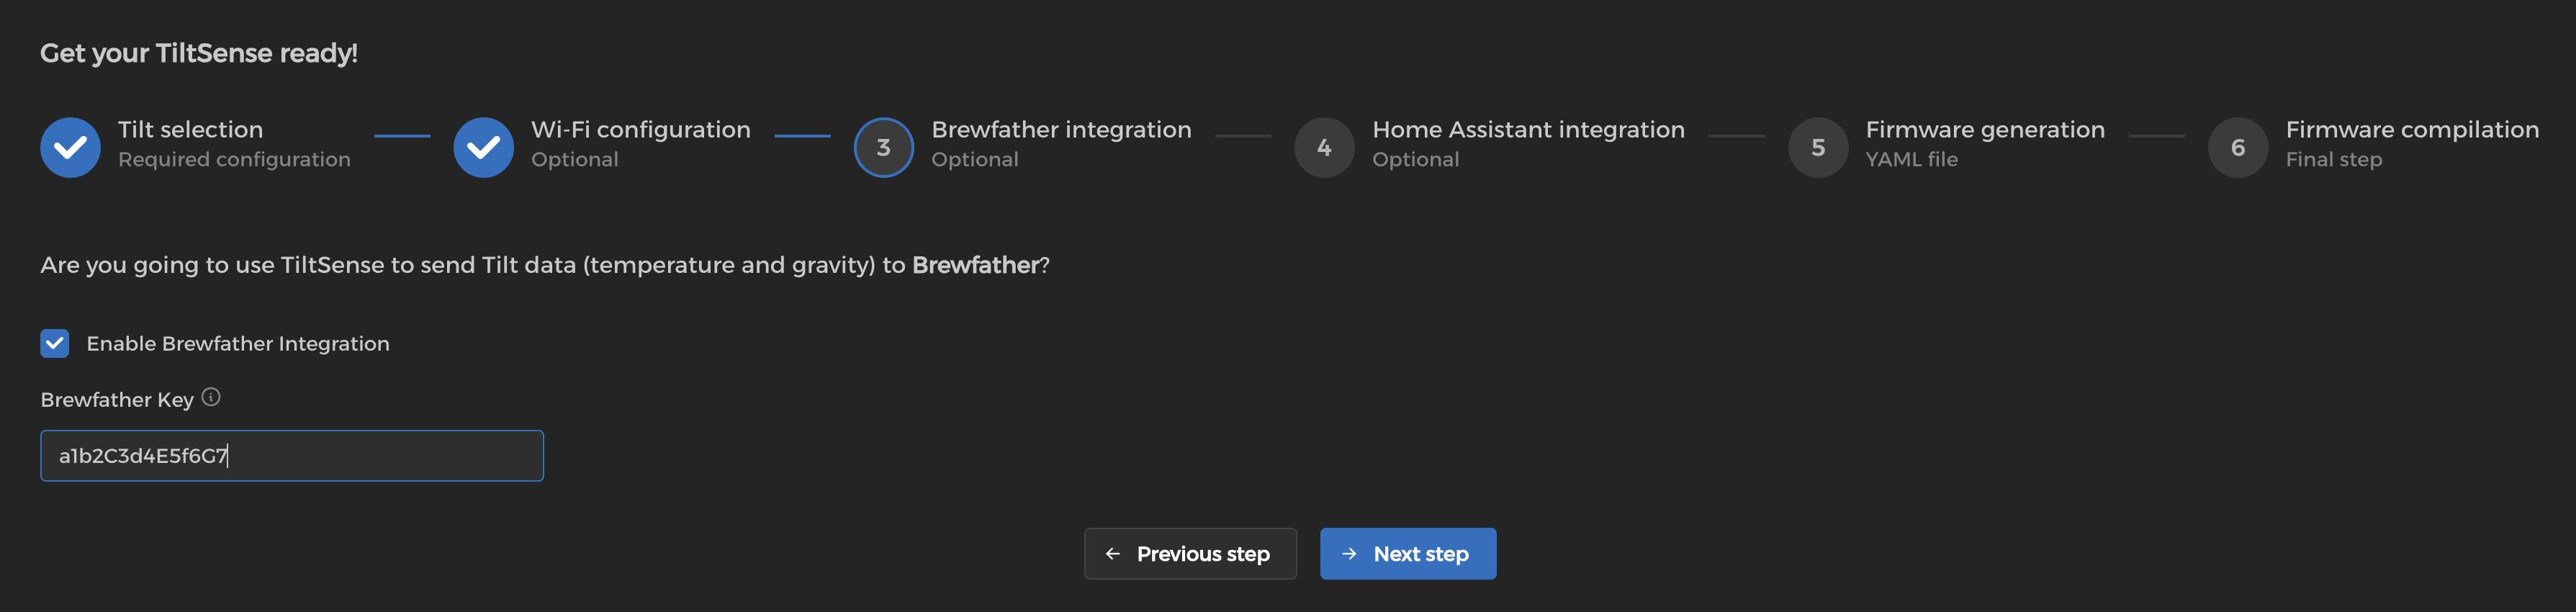 Get your TiltSense ready!
Tilt selection
Required configuration
Wi-Fi configuration
Optional
3
Brewfather integration
Optional
4
Home Assistant integration
Optional
5
Firmware generation
YAML file
6
Firmware compilation
Final step
Are you going to use TiltSense to send Tilt data (temperature and gravity) to Brewfather?
Enable Brewfather Integration
Brewfather Key
a1b2C3d4E5f6G7
← Previous step
→ Next step